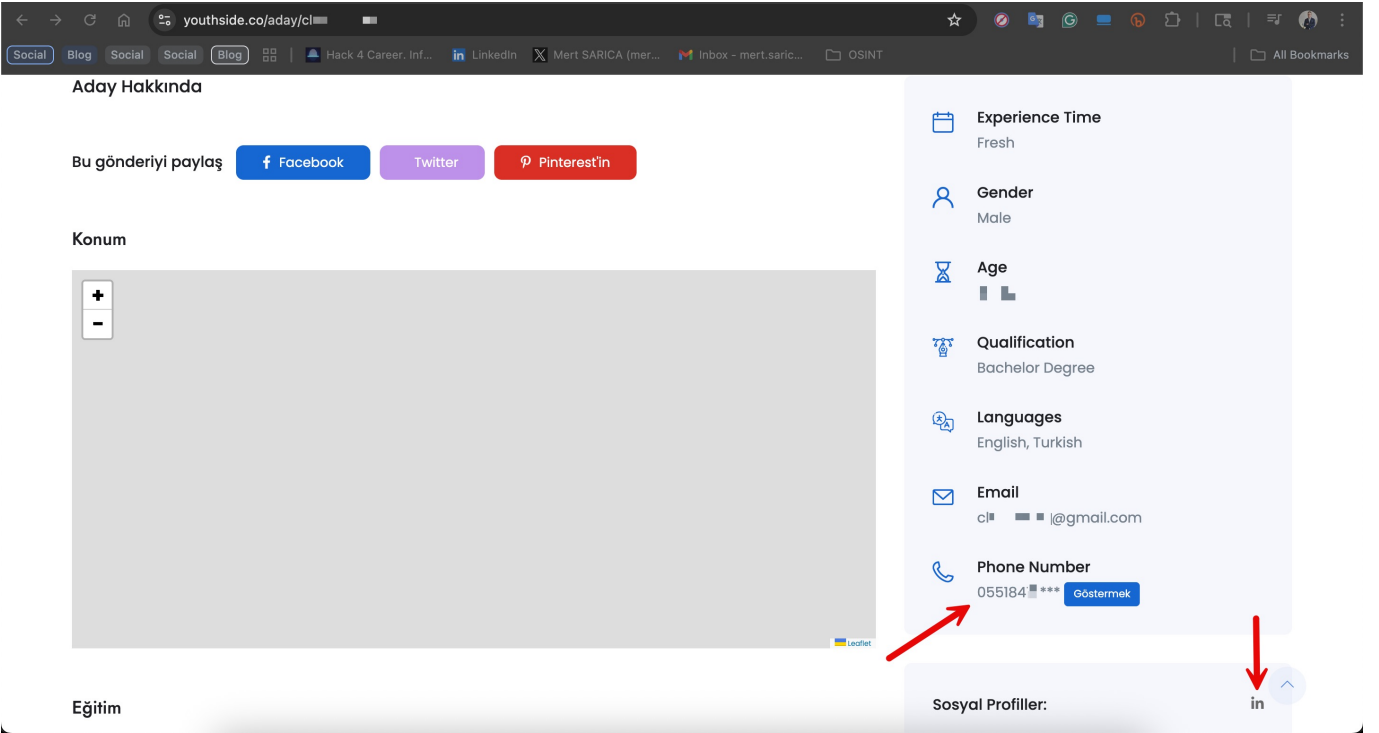 youthside.co/aday/cl
Social Blog Social Social Blog Hack 4 Career. Inf... LinkedIn Mert SARICA (mer... Inbox - mert.saric... OSINT All Bookmarks
Aday Hakkında
Bu gönderiyi paylaş Facebook Twitter Pinterest'in
Konum
+
-
Leaflet
Eğitim
Experience Time
Fresh
Gender
Male
Age
Qualification
Bachelor Degree
Languages
English, Turkish
Email
cl @gmail.com
Phone Number
055184 *** Göstermek
Sosyal Profiller: in